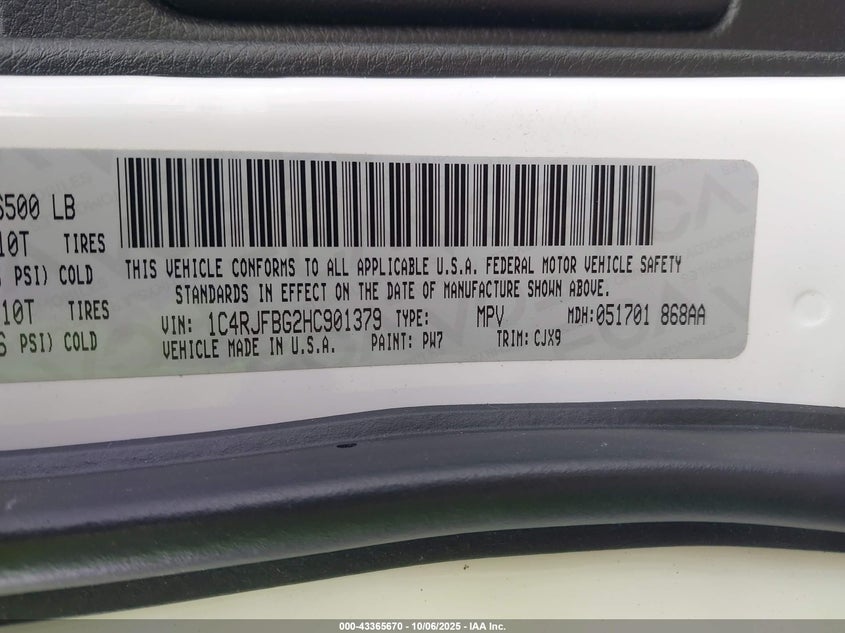 6500 LB
10T TIRES
PSI) COLD
10T TIRES
PSI) COLD
THIS VEHICLE CONFORMS TO ALL APPLICABLE U.S.A. FEDERAL MOTOR VEHICLE SAFETY
STANDARDS IN EFFECT ON THE DATE OF MANUFACTURE SHOWN ABOVE.
VIN: 1C4RJFBG2HC901379 TYPE: MPV MDH:051701 868AA
VEHICLE MADE IN U.S.A. PAINT: PW7 TRIM: CJX9
000-43365670 | 10/06/2025 | IAA Inc.